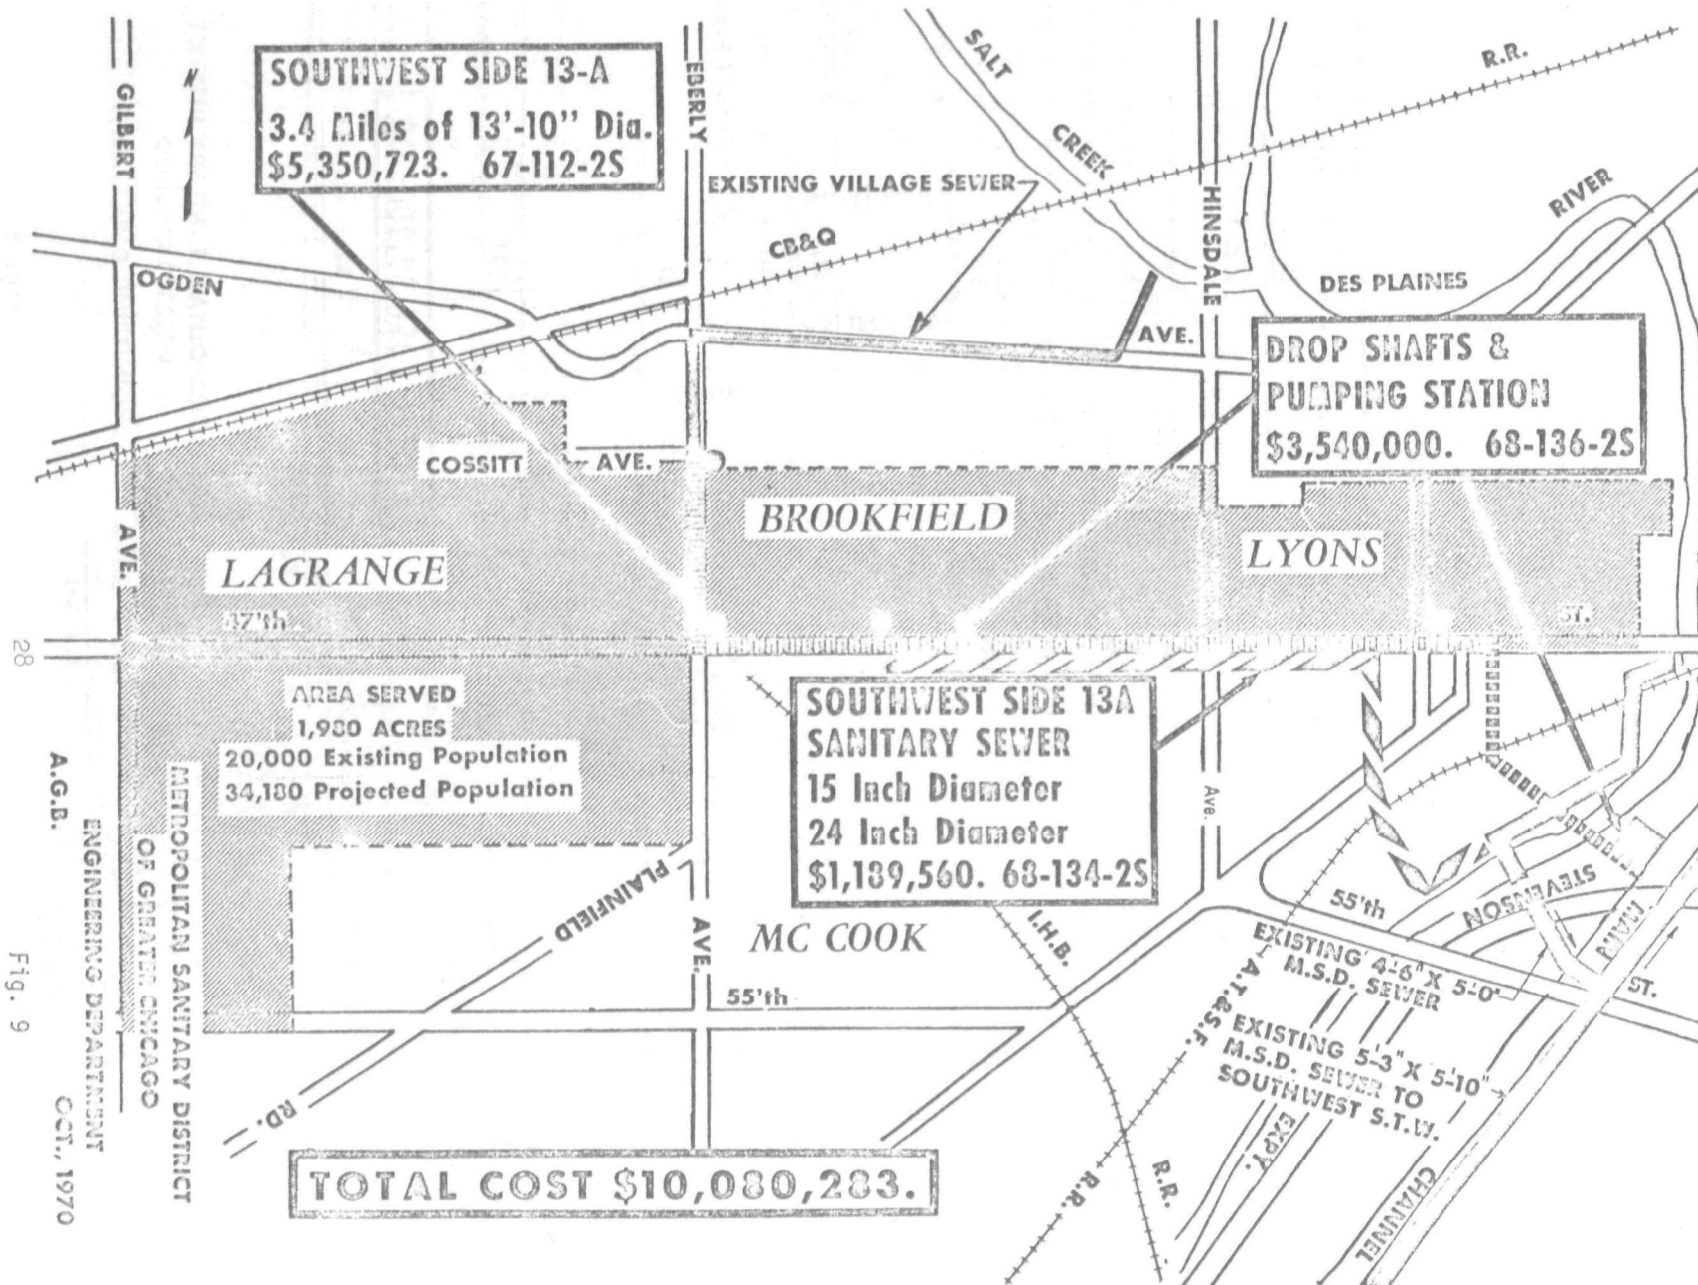 SOUTHWEST SIDE 13-A
3.4 Miles of 13'-10" Dia.
$5,350,723. 67-112-2S
GILBERT
AVE.
N
EBERLY
AVE.
SALT
CREEK
R.R.
EXISTING VILLAGE SEWER
CB&Q
HINSDALE
Ave.
RIVER
DES PLAINES
OGDEN
AVE.
DROP SHAFTS &
PUMPING STATION
$3,540,000. 68-136-2S
COSSITT
AVE.
BROOKFIELD
LYONS
LAGRANGE
47'th
ST.
AREA SERVED
1,980 ACRES
20,000 Existing Population
34,180 Projected Population
SOUTHWEST SIDE 13A
SANITARY SEWER
15 Inch Diameter
24 Inch Diameter
$1,189,560. 68-134-2S
PLAINFIELD
RD.
MC COOK
55'th
I.H.B.
R.R.
A.T.&S.F.
R.R.
55'th
ST.
STEVENSON
EXPY.
MAIN
CHANNEL
EXISTING 4'-6" X 5'-0"
M.S.D. SEWER
EXISTING 5'-3" X 5'-10"
M.S.D. SEWER TO
SOUTHWEST S.T.W.
TOTAL COST $10,080,283.
METROPOLITAN SANITARY DISTRICT
OF GREATER CHICAGO
ENGINEERING DEPARTMENT
A.G.B.
OCT., 1970
28
Fig. 9